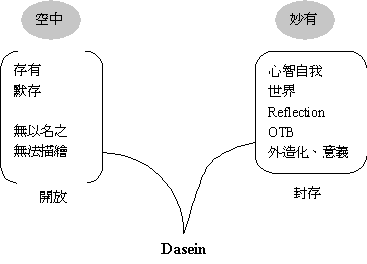 空中
存有
默存
無以名之
無法描繪
開放
妙有
心智自我
世界
Reflection
OTB
外造化、意義
封存
Dasein